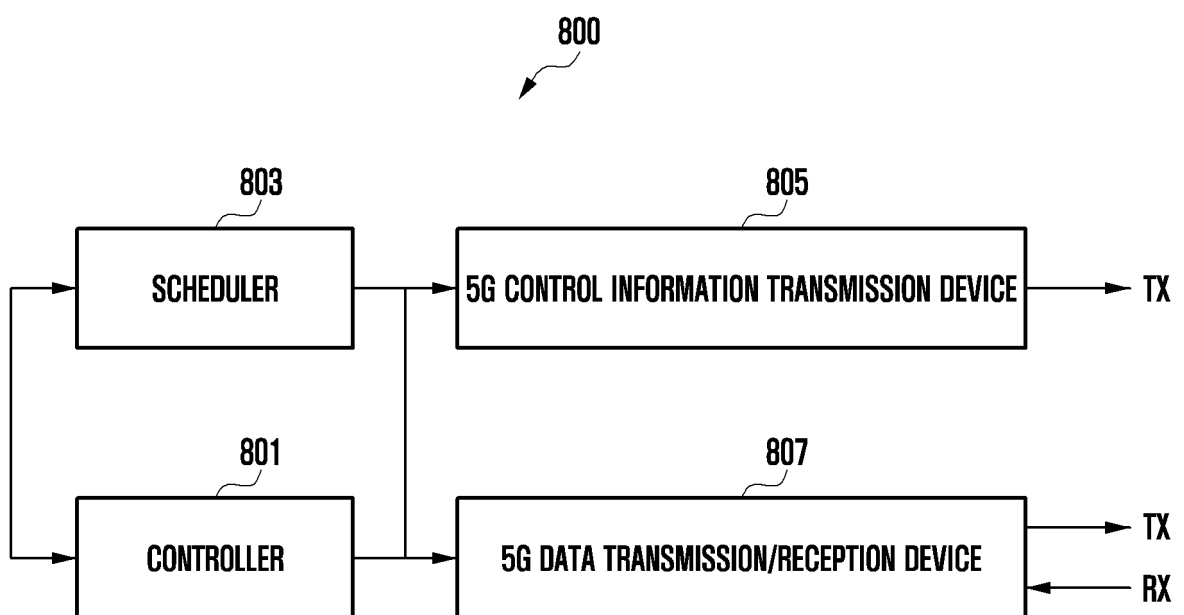 800
803
805
SCHEDULER
5G CONTROL INFORMATION TRANSMISSION DEVICE
TX
801
807
CONTROLLER
5G DATA TRANSMISSION/RECEPTION DEVICE
TX
RX